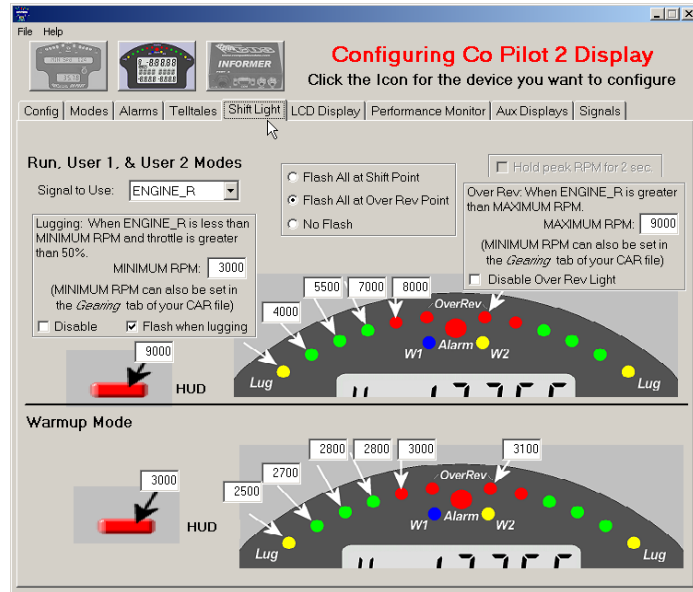 File Help
INFORMER
Configuring Co Pilot 2 Display
Click the Icon for the device you want to configure
Config Modes Alarms Telltales Shift Light LCD Display Performance Monitor Aux Displays Signals
Run, User 1, & User 2 Modes
Signal to Use: ENGINE_R
Flash All at Shift Point
Flash All at Over Rev Point
No Flash
Hold peak RPM for 2 sec.
Over Rev: When ENGINE_R is greater
than MAXIMUM RPM.
MAXIMUM RPM: 9000
(MINIMUM RPM can also be set in
the Gearing tab of your CAR file)
Disable Over Rev Light
Lugging: When ENGINE_R is less than
MINIMUM RPM and throttle is greater
than 50%.
MINIMUM RPM: 3000
(MINIMUM RPM can also be set in
the Gearing tab of your CAR file)
Disable Flash when lugging
4000 5500 7000 8000
OverRev
Alarm
W1 W2
Lug Lug
9000
HUD
Warmup Mode
2500 2700 2800 2800 3000 3100
OverRev
Alarm
W1 W2
Lug Lug
3000
HUD